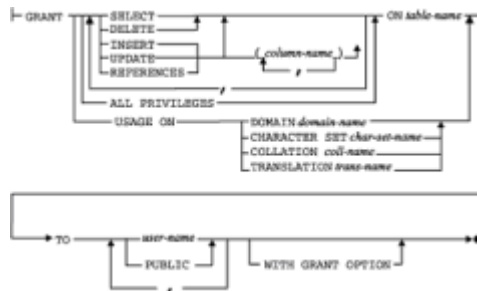 GRANT SELECT ON table-name
DELETE
INSERT
UPDATE ( column-name )
REFERENCES ,
,
ALL PRIVILEGES
USAGE ON DOMAIN domain-name
CHARACTER SET char-set-name
COLLATION coll-name
TRANSLATION trans-name
TO user-name
PUBLIC WITH GRANT OPTION
,